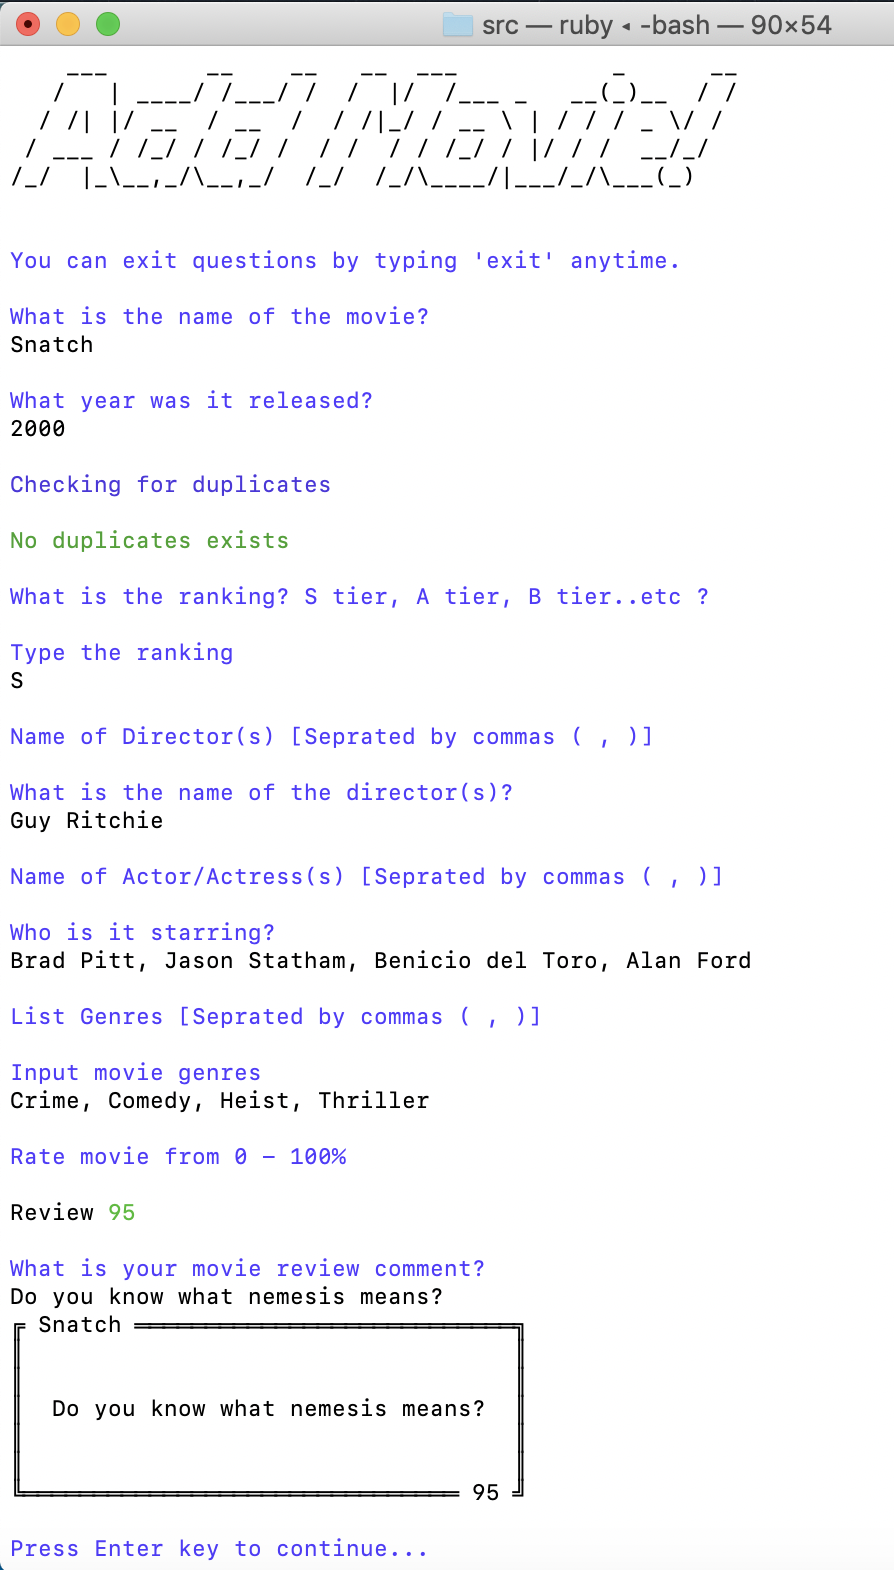 src — ruby ◂ -bash — 90×54
Add Movie!
You can exit questions by typing 'exit' anytime.
What is the name of the movie?
Snatch
What year was it released?
2000
Checking for duplicates
No duplicates exists
What is the ranking? S tier, A tier, B tier..etc ?
Type the ranking
S
Name of Director(s) [Seprated by commas ( , )]
What is the name of the director(s)?
Guy Ritchie
Name of Actor/Actress(s) [Seprated by commas ( , )]
Who is it starring?
Brad Pitt, Jason Statham, Benicio del Toro, Alan Ford
List Genres [Seprated by commas ( , )]
Input movie genres
Crime, Comedy, Heist, Thriller
Rate movie from 0 - 100%
Review 95
What is your movie review comment?
Do you know what nemesis means?
Snatch
Do you know what nemesis means?
95
Press Enter key to continue...